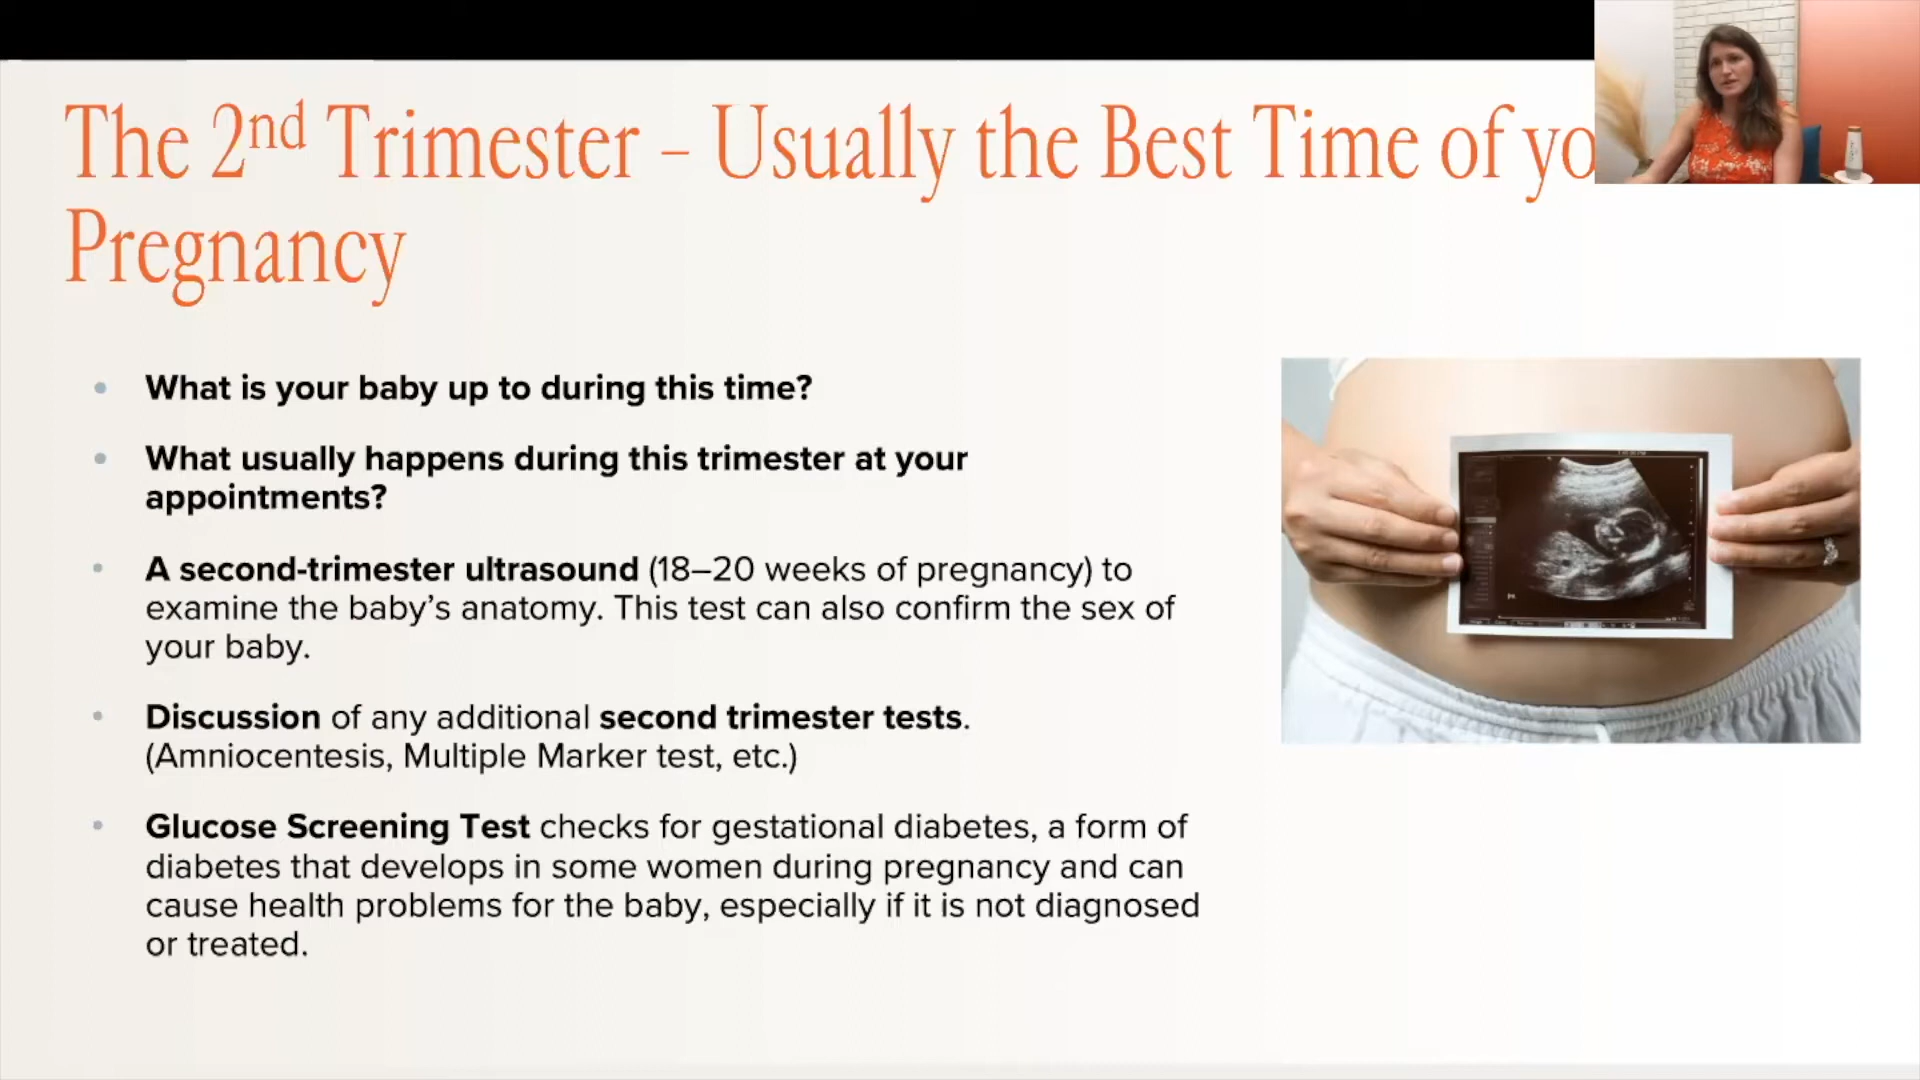 The 2nd Trimester – Usually the Best Time of yo
Pregnancy
• What is your baby up to during this time?
• What usually happens during this trimester at your
appointments?
• A second-trimester ultrasound (18–20 weeks of pregnancy) to
examine the baby's anatomy. This test can also confirm the sex of
your baby.
• Discussion of any additional second trimester tests.
(Amniocentesis, Multiple Marker test, etc.)
• Glucose Screening Test checks for gestational diabetes, a form of
diabetes that develops in some women during pregnancy and can
cause health problems for the baby, especially if it is not diagnosed
or treated.